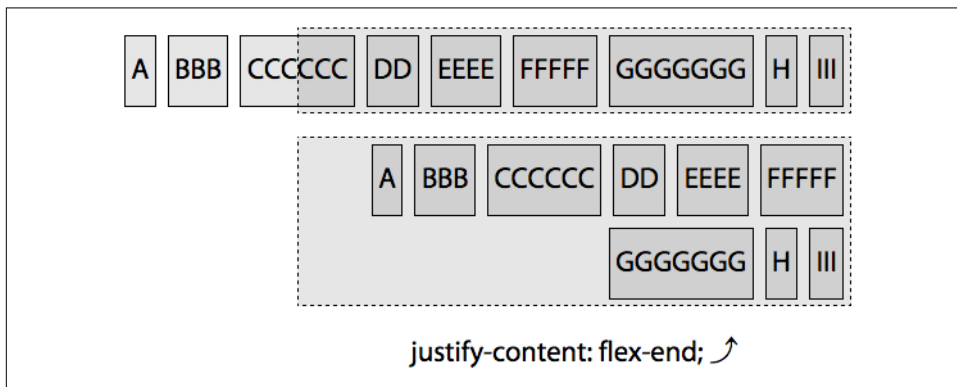 A BBB CCCCCC DD EEEE FFFFF GGGGGGG H III
A BBB CCCCCC DD EEEE FFFFF
GGGGGGG H III
justify-content: flex-end;